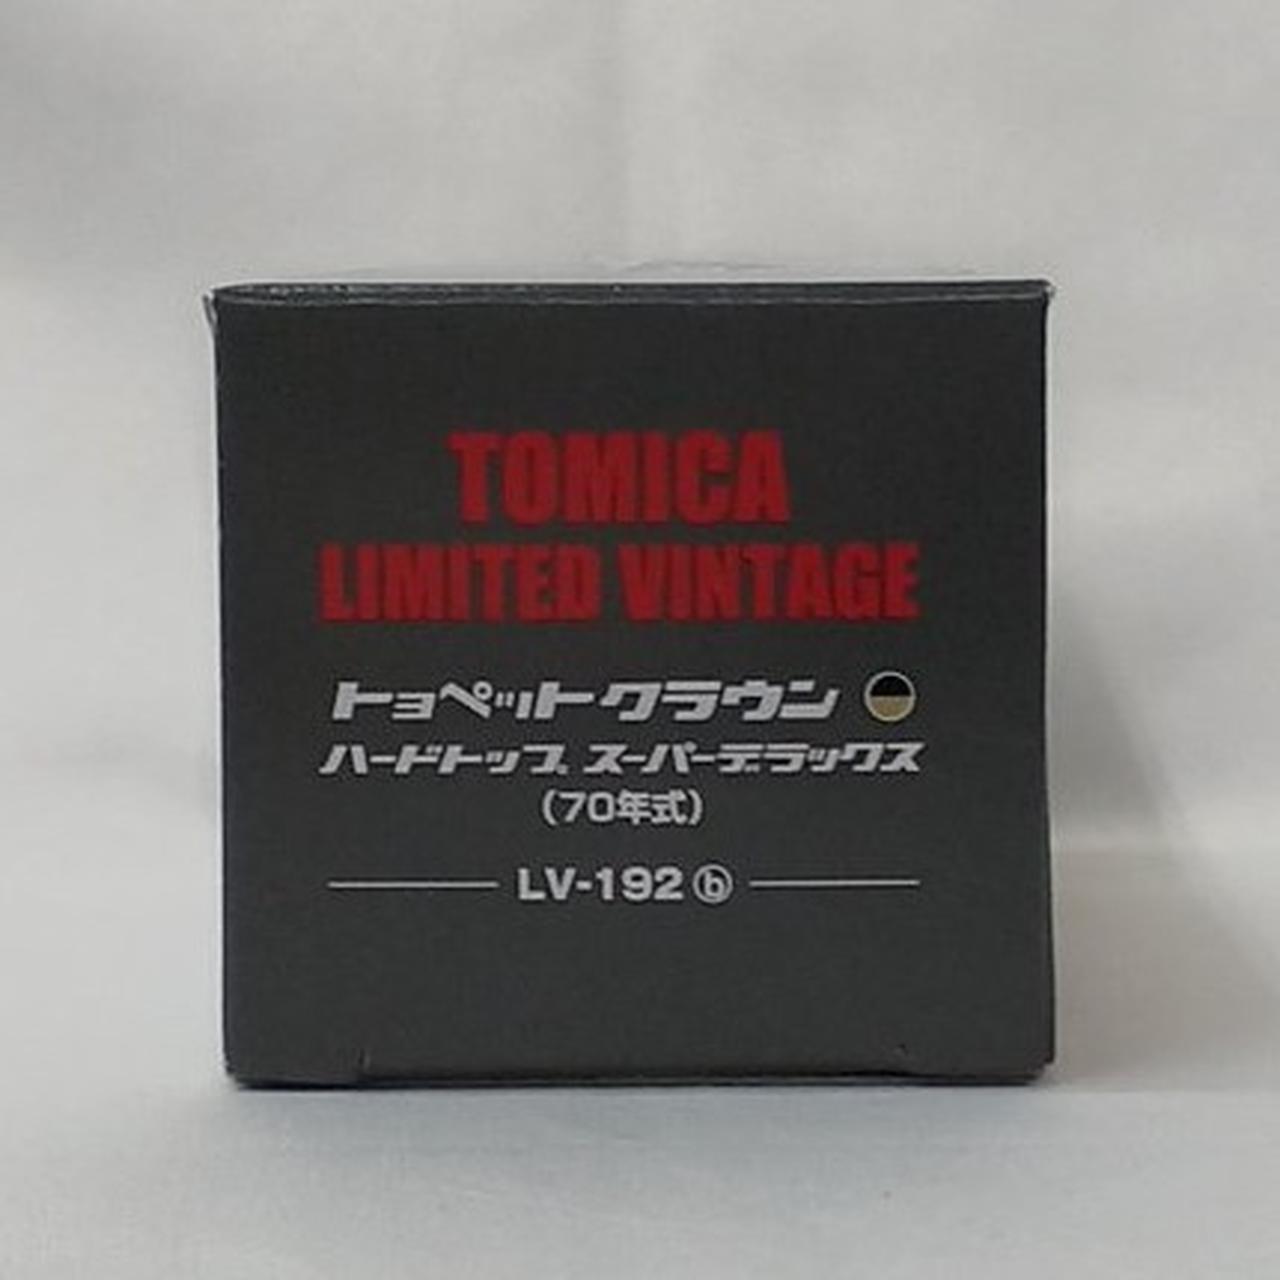 TOMICA
LIMITED VINTAGE
トヨペットクラウン
ハードトップ スーパーデラックス
（70年式）
LV-192 ⓑ